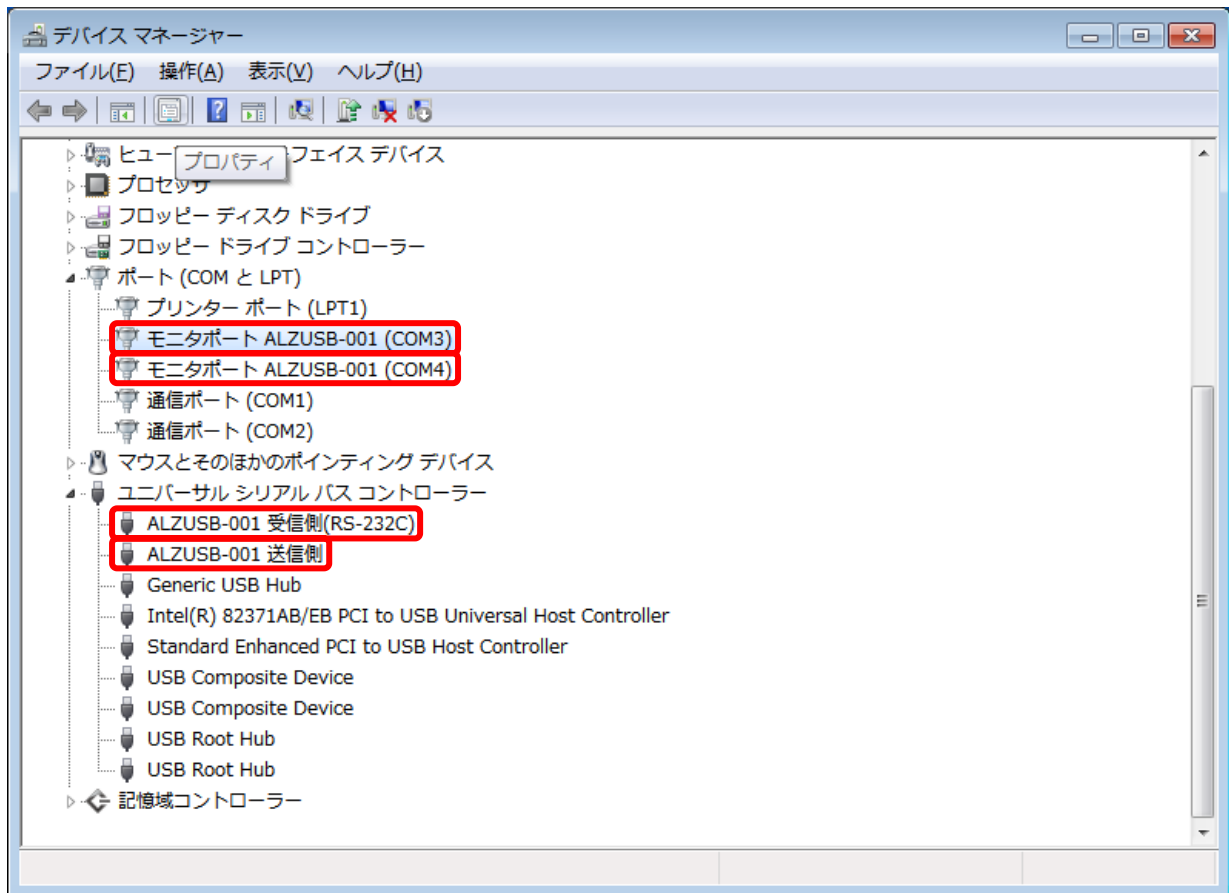 デバイス マネージャー
ファイル(F) 操作(A) 表示(V) ヘルプ(H)
ヒュー フェイス デバイス
プロパティ
プロセッサ
フロッピー ディスク ドライブ
フロッピー ドライブ コントローラー
ポート (COM と LPT)
プリンター ポート (LPT1)
モニタポート ALZUSB-001 (COM3)
モニタポート ALZUSB-001 (COM4)
通信ポート (COM1)
通信ポート (COM2)
マウスとそのほかのポインティング デバイス
ユニバーサル シリアル バス コントローラー
ALZUSB-001 受信側(RS-232C)
ALZUSB-001 送信側
Generic USB Hub
Intel(R) 82371AB/EB PCI to USB Universal Host Controller
Standard Enhanced PCI to USB Host Controller
USB Composite Device
USB Composite Device
USB Root Hub
USB Root Hub
記憶域コントローラー